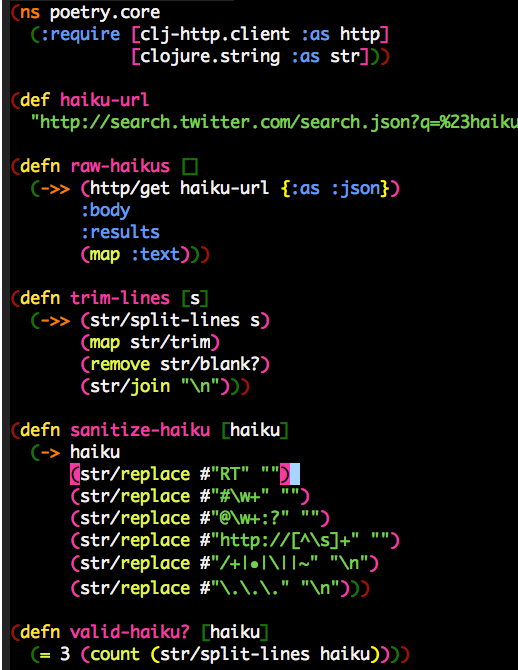 (ns poetry.core
  (:require [clj-http.client :as http]
            [clojure.string :as str]))
(def haiku-url
  "http://search.twitter.com/search.json?q=%23haiku
(defn raw-haikus []
  (->> (http/get haiku-url {:as :json})
       :body
       :results
       (map :text)))
(defn trim-lines [s]
  (->> (str/split-lines s)
       (map str/trim)
       (remove str/blank?)
       (str/join "\n")))
(defn sanitize-haiku [haiku]
  (-> haiku
      (str/replace #"RT" "")
      (str/replace #"#\w+" "")
      (str/replace #"@\w+:?" "")
      (str/replace #"http://[^\s]+" "")
      (str/replace #"/+|•|\||~" "\n")
      (str/replace #"\.\.\." "\n")))
(defn valid-haiku? [haiku]
  (= 3 (count (str/split-lines haiku))))